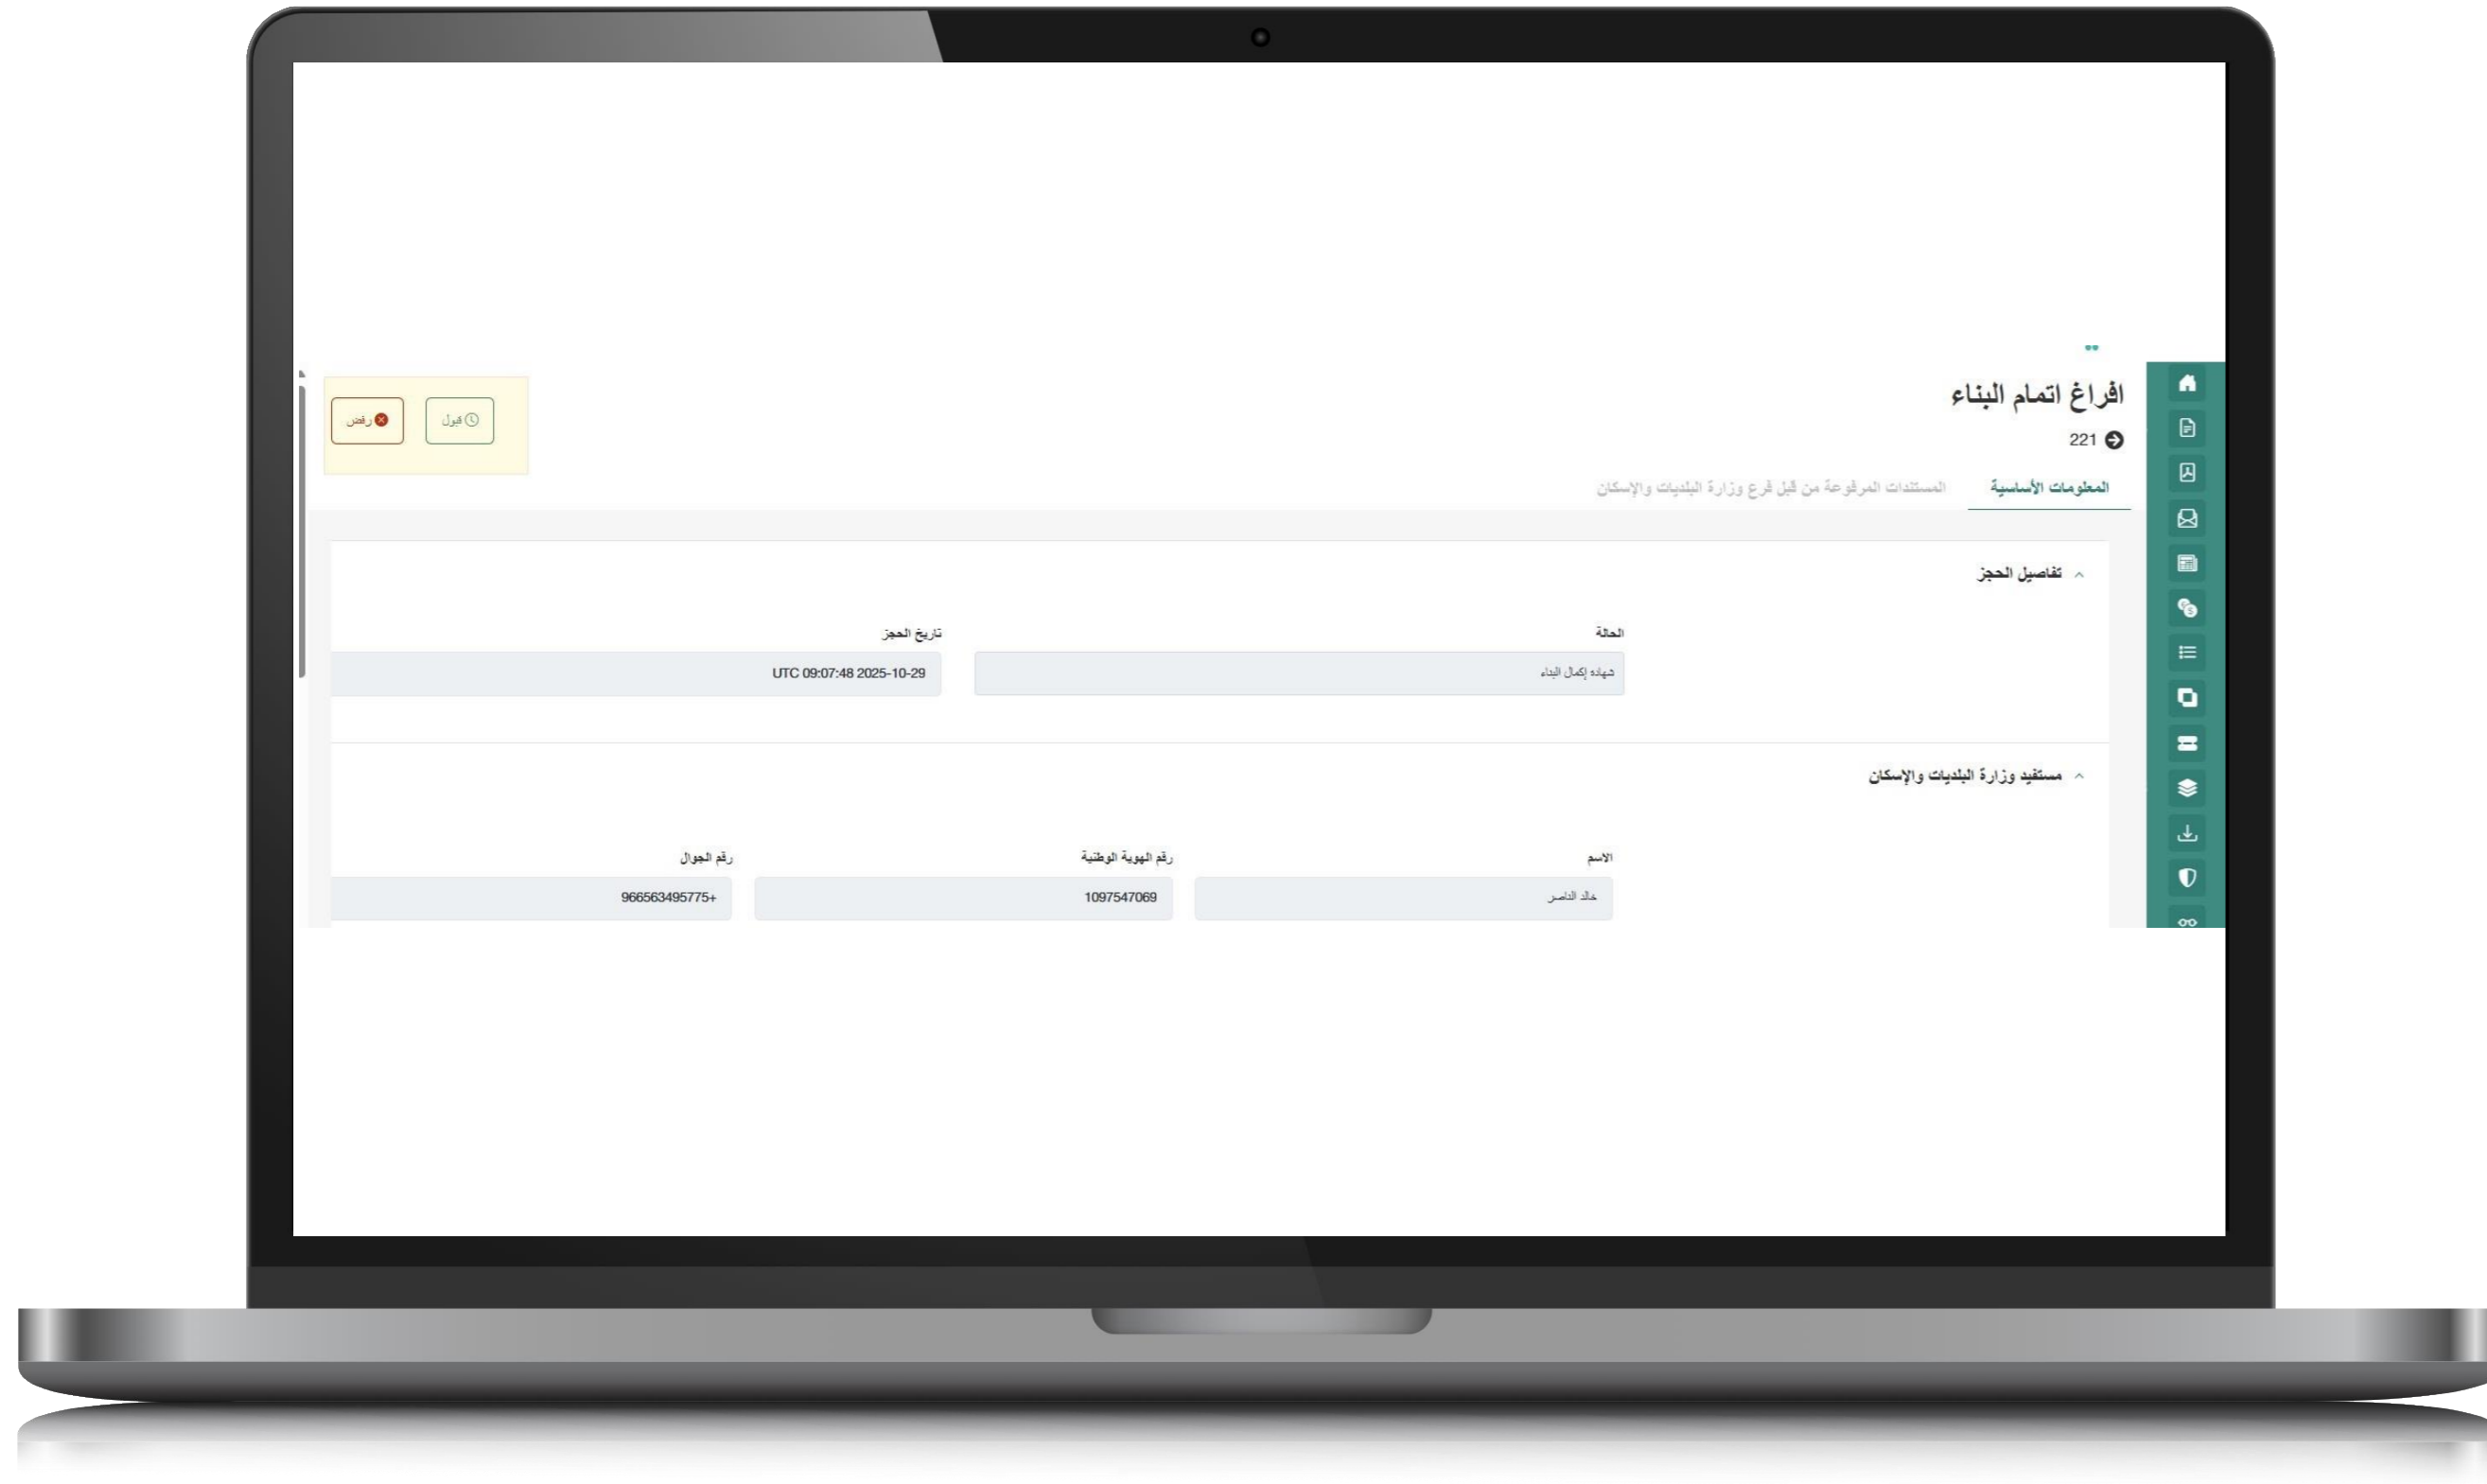 افراغ اتمام البناء
221
قبول
رفض
المعلومات الأساسية
المستندات المرفوعة من قبل فرع وزارة البلديات والإسكان
تفاصيل الحجز
الحالة
تاريخ الحجز
شهاده إكمال البناء
UTC 09:07:48 2025-10-29
مستفيد وزارة البلديات والإسكان
الاسم
رقم الهوية الوطنية
رقم الجوال
خالد الناصر
1097547069
966563495775+